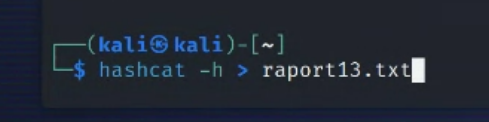 (kali㉿kali)-[~]
$ hashcat -h > raport13.txt